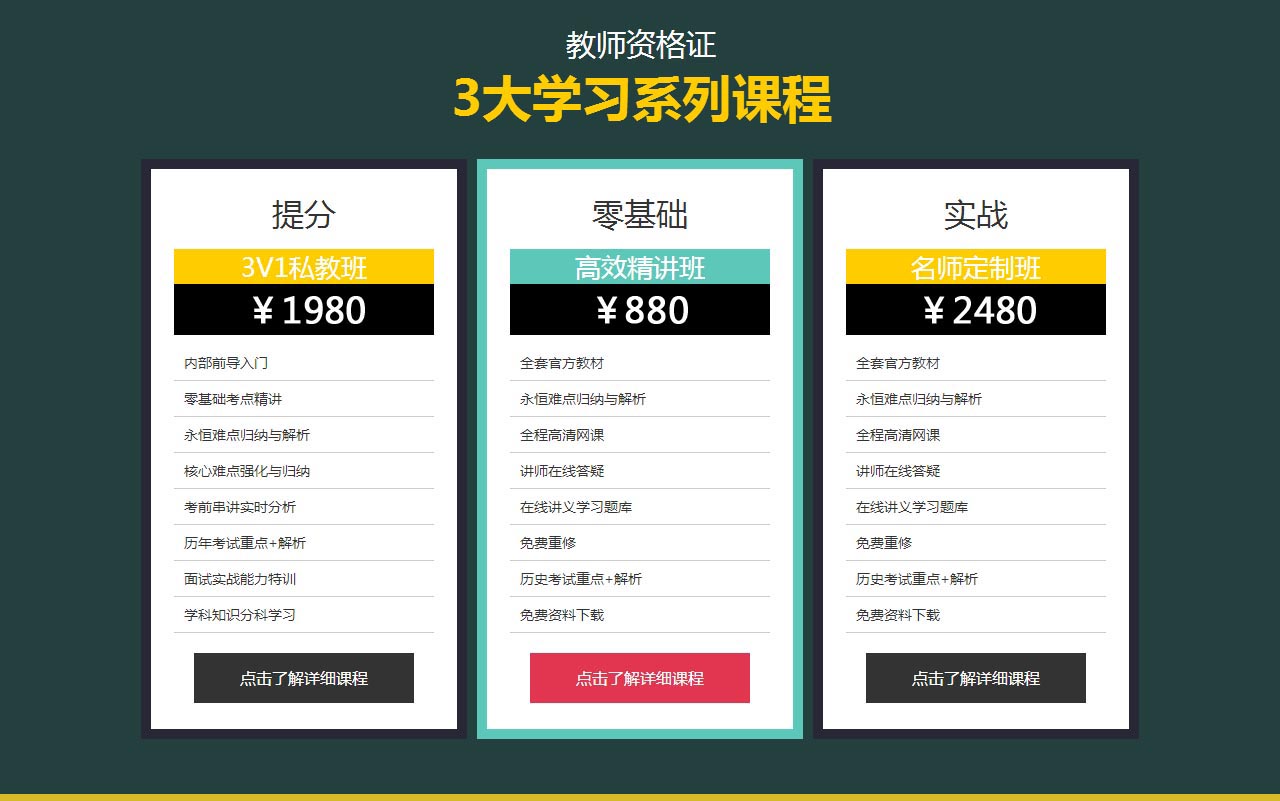 教师资格证
3大学习系列课程
提分
3V1私教班
￥1980
内部前导入门
零基础考点精讲
永恒难点归纳与解析
核心难点强化与归纳
考前串讲实时分析
历年考试重点+解析
面试实战能力特训
学科知识分科学习
点击了解详细课程
零基础
高效精讲班
￥880
全套官方教材
永恒难点归纳与解析
全程高清网课
讲师在线答疑
在线讲义学习题库
免费重修
历史考试重点+解析
免费资料下载
点击了解详细课程
实战
名师定制班
￥2480
全套官方教材
永恒难点归纳与解析
全程高清网课
讲师在线答疑
在线讲义学习题库
免费重修
历史考试重点+解析
免费资料下载
点击了解详细课程